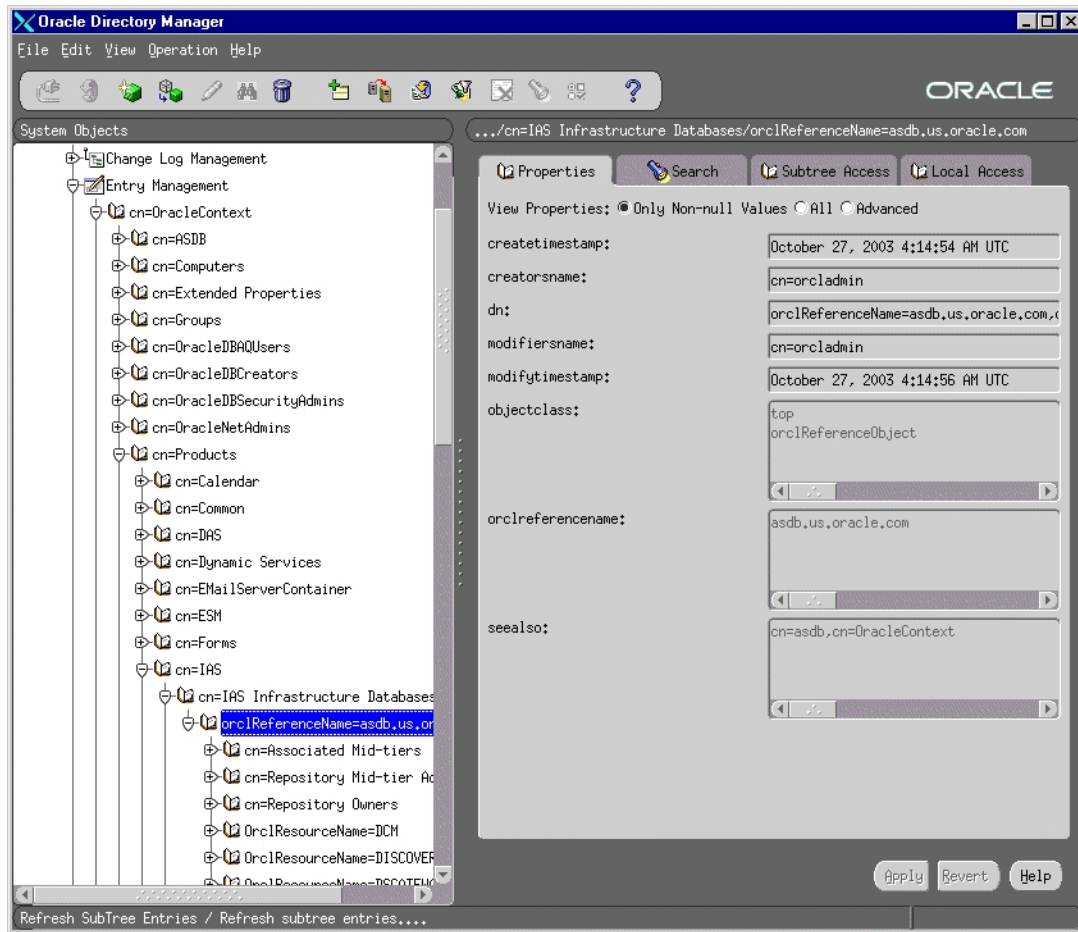 Oracle Directory Manager
File Edit View Operation Help
ORACLE
System Objects
Change Log Management
Entry Management
cn=OracleContext
cn=ASDB
cn=Computers
cn=Extended Properties
cn=Groups
cn=OracleDBAQUsers
cn=OracleDBCreators
cn=OracleDBSecurityAdmins
cn=OracleNetAdmins
cn=Products
cn=Calendar
cn=Common
cn=DAS
cn=Dynamic Services
cn=EMailServerContainer
cn=ESM
cn=Forms
cn=IAS
cn=IAS Infrastructure Databases
orclReferenceName=asdb.us.or
cn=Associated Mid-tiers
cn=Repository Mid-tier Ac
cn=Repository Owners
OrclResourceName=DCM
OrclResourceName=DISCOVER
.../cn=IAS Infrastructure Databases/orclReferenceName=asdb.us.oracle.com
Properties Search Subtree Access Local Access
View Properties: Only Non-null Values All Advanced
createtimestamp: October 27, 2003 4:14:54 AM UTC
creatorsname: cn=orcladmin
dn: orclReferenceName=asdb.us.oracle.com,c
modifiersname: cn=orcladmin
modifytimestamp: October 27, 2003 4:14:56 AM UTC
objectclass: top
orclReferenceObject
orclreferencename: asdb.us.oracle.com
seealso: cn=asdb,cn=OracleContext
Apply Revert Help
Refresh SubTree Entries / Refresh subtree entries....